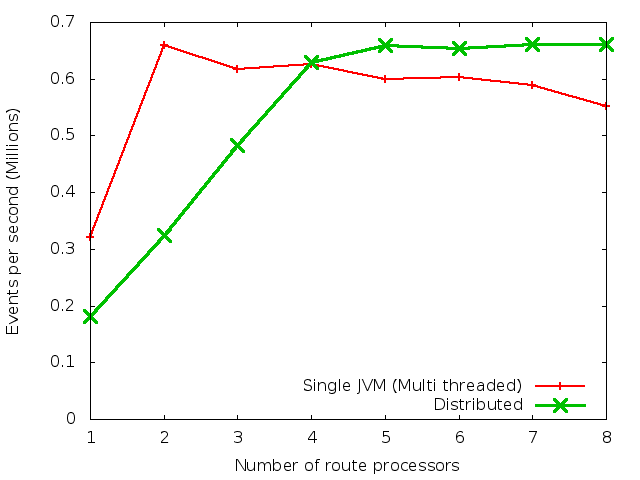 0.7
0.6
0.5
0.4
0.3
0.2
0.1
0
Events per second (Millions)
Single JVM (Multi threaded)
Distributed
1 2 3 4 5 6 7 8
Number of route processors